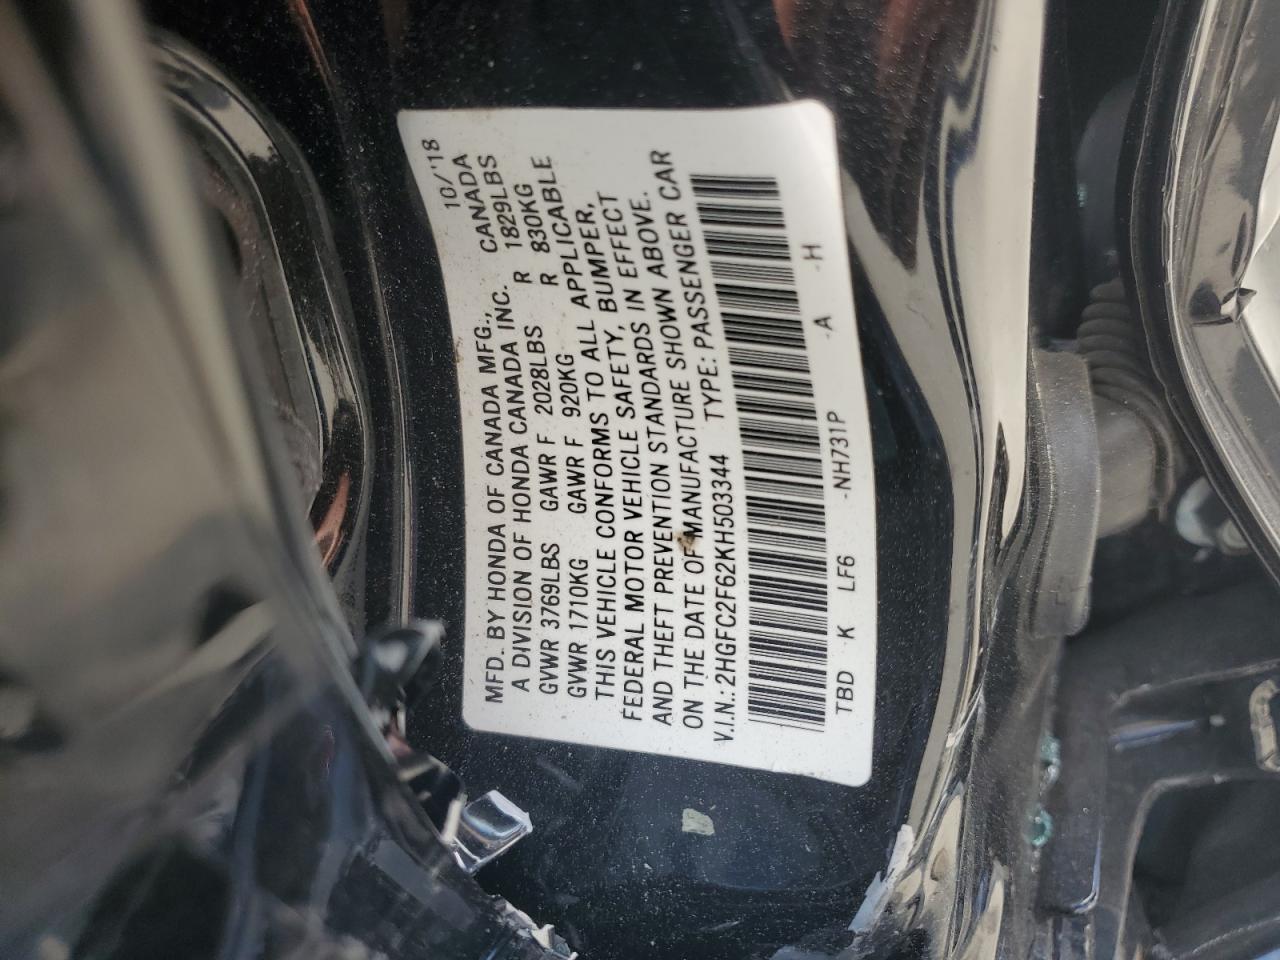 10/'18
MFD. BY HONDA OF CANADA MFG., CANADA
A DIVISION OF HONDA CANADA INC.
GVWR 3769LBS GAWR F 2028LBS R 1829LBS
GVWR 1710KG GAWR F 920KG R 830KG
THIS VEHICLE CONFORMS TO ALL APPLICABLE
FEDERAL MOTOR VEHICLE SAFETY, BUMPER,
AND THEFT PREVENTION STANDARDS IN EFFECT
ON THE DATE OF MANUFACTURE SHOWN ABOVE.
V.I.N.: 2HGFC2F62KH503344 TYPE: PASSENGER CAR
TBD K LF6 -NH731P -A -H